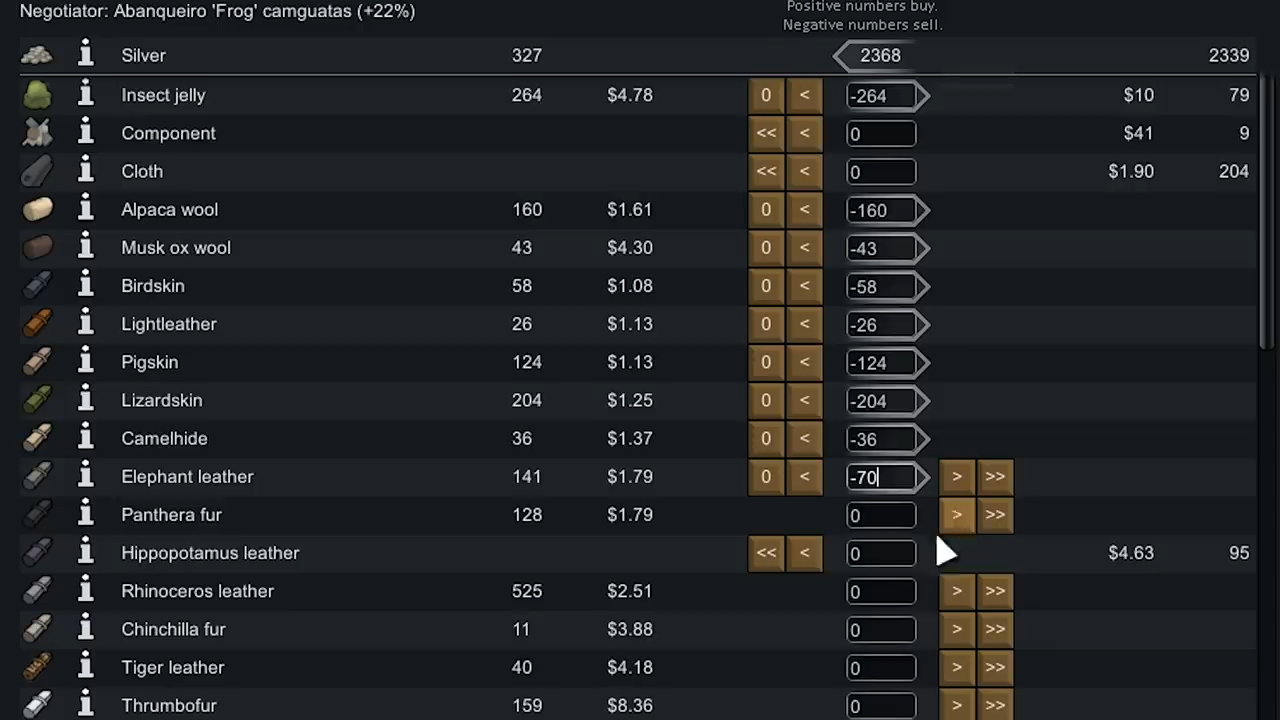 Negotiator: Abanqueiro 'Frog' camguatas (+22%)
Positive numbers buy.
Negative numbers sell.
Silver 327 2368 2339
Insect jelly 264 $4.78 0 < -264 $10 79
Component << < 0 $41 9
Cloth << < 0 $1.90 204
Alpaca wool 160 $1.61 0 < -160
Musk ox wool 43 $4.30 0 < -43
Birdskin 58 $1.08 0 < -58
Lightleather 26 $1.13 0 < -26
Pigskin 124 $1.13 0 < -124
Lizardskin 204 $1.25 0 < -204
Camelhide 36 $1.37 0 < -36
Elephant leather 141 $1.79 0 < -70 > >>
Panthera fur 128 $1.79 0 > >>
Hippopotamus leather << < 0 $4.63 95
Rhinoceros leather 525 $2.51 0 > >>
Chinchilla fur 11 $3.88 0 > >>
Tiger leather 40 $4.18 0 > >>
Thrumbofur 159 $8.36 0 > >>